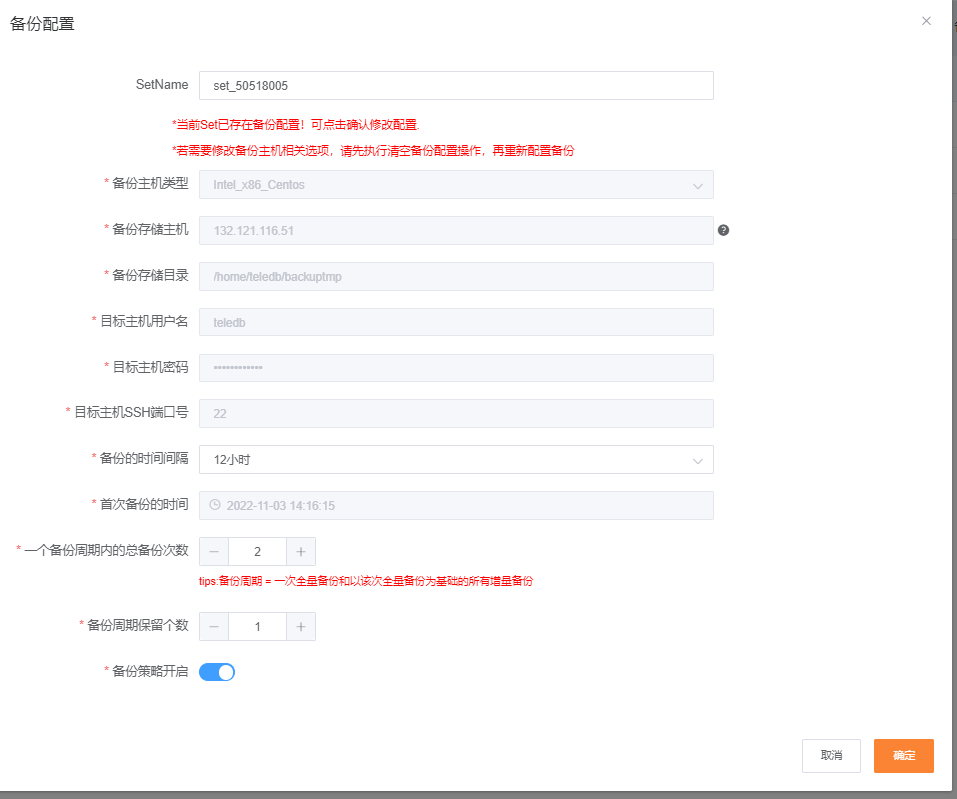 备份配置
SetName set_50518005
*当前Set已存在备份配置！可点击确认修改配置.
*若需要修改备份主机相关选项，请先执行清空备份配置操作，再重新配置备份
* 备份主机类型 Intel_x86_Centos
* 备份存储主机 132.121.116.51
* 备份存储目录 /home/teledb/backuptmp
* 目标主机用户名 teledb
* 目标主机密码 ············
* 目标主机SSH端口号 22
* 备份的时间间隔 12小时
* 首次备份的时间 2022-11-03 14:16:15
* 一个备份周期内的总备份次数 − 2 +
tips:备份周期 = 一次全量备份和以该次全量备份为基础的所有增量备份
* 备份周期保留个数 − 1 +
* 备份策略开启
取消 确定